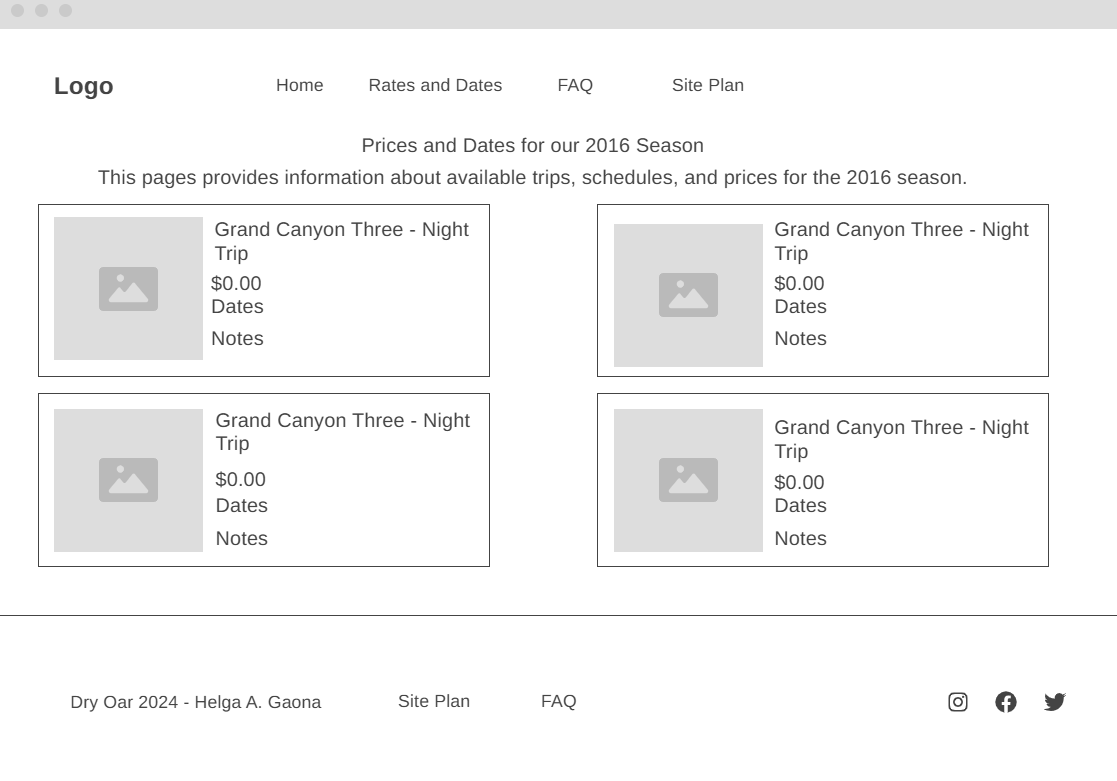 Logo
Home Rates and Dates FAQ Site Plan
Prices and Dates for our 2016 Season
This pages provides information about available trips, schedules, and prices for the 2016 season.
Grand Canyon Three - Night
Trip
$0.00
Dates
Notes
Grand Canyon Three - Night
Trip
$0.00
Dates
Notes
Grand Canyon Three - Night
Trip
$0.00
Dates
Notes
Grand Canyon Three - Night
Trip
$0.00
Dates
Notes
Dry Oar 2024 - Helga A. Gaona Site Plan FAQ